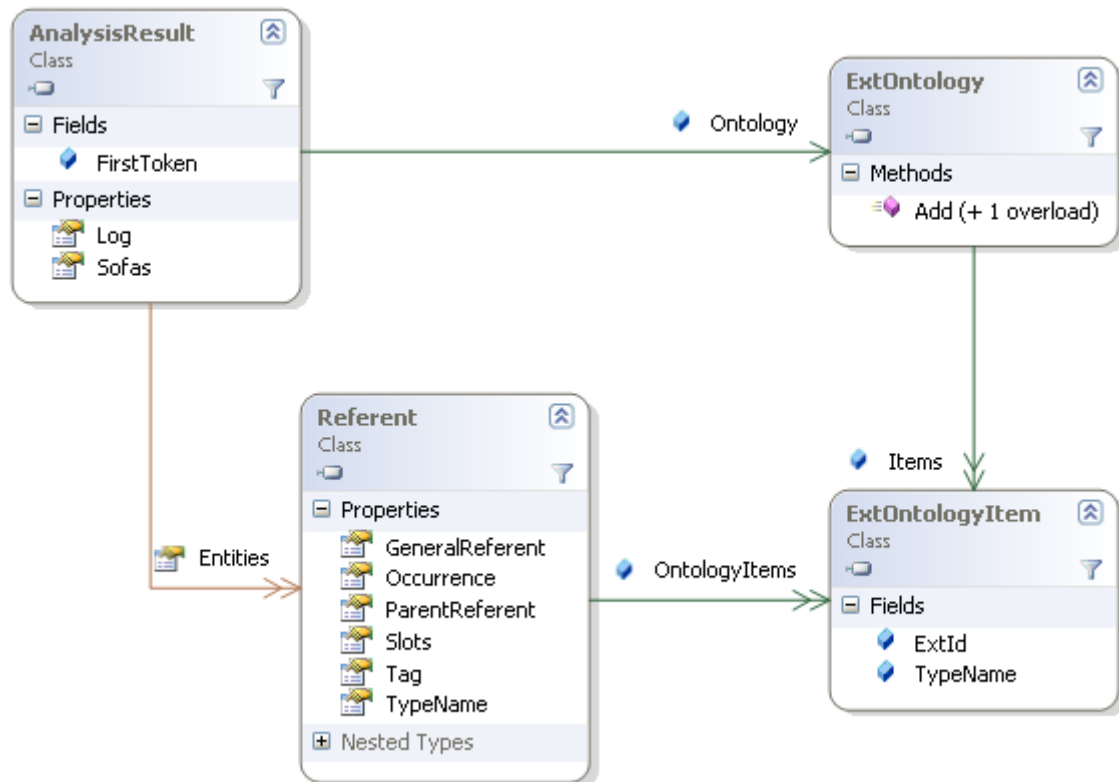 AnalysisResult
Class
Fields
FirstToken
Properties
Log
Sofas
Ontology
ExtOntology
Class
Methods
Add (+ 1 overload)
Entities
Referent
Class
Properties
GeneralReferent
Occurrence
ParentReferent
Slots
Tag
TypeName
Nested Types
OntologyItems
Items
ExtOntologyItem
Class
Fields
ExtId
TypeName